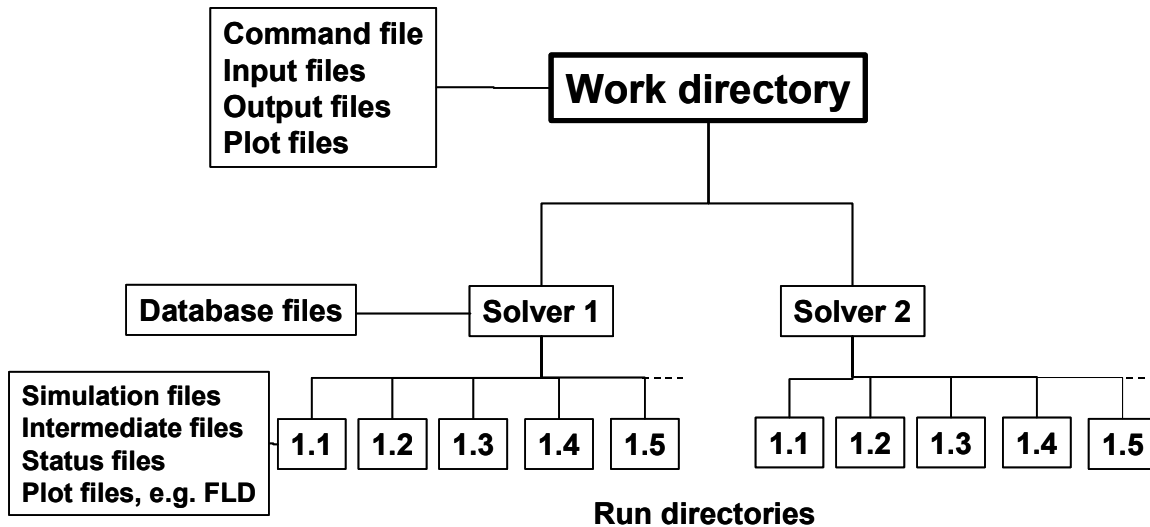 Command file
Input files
Output files
Plot files
Work directory
Database files
Solver 1
Solver 2
Simulation files
Intermediate files
Status files
Plot files, e.g. FLD
1.1
1.2
1.3
1.4
1.5
1.1
1.2
1.3
1.4
1.5
Run directories